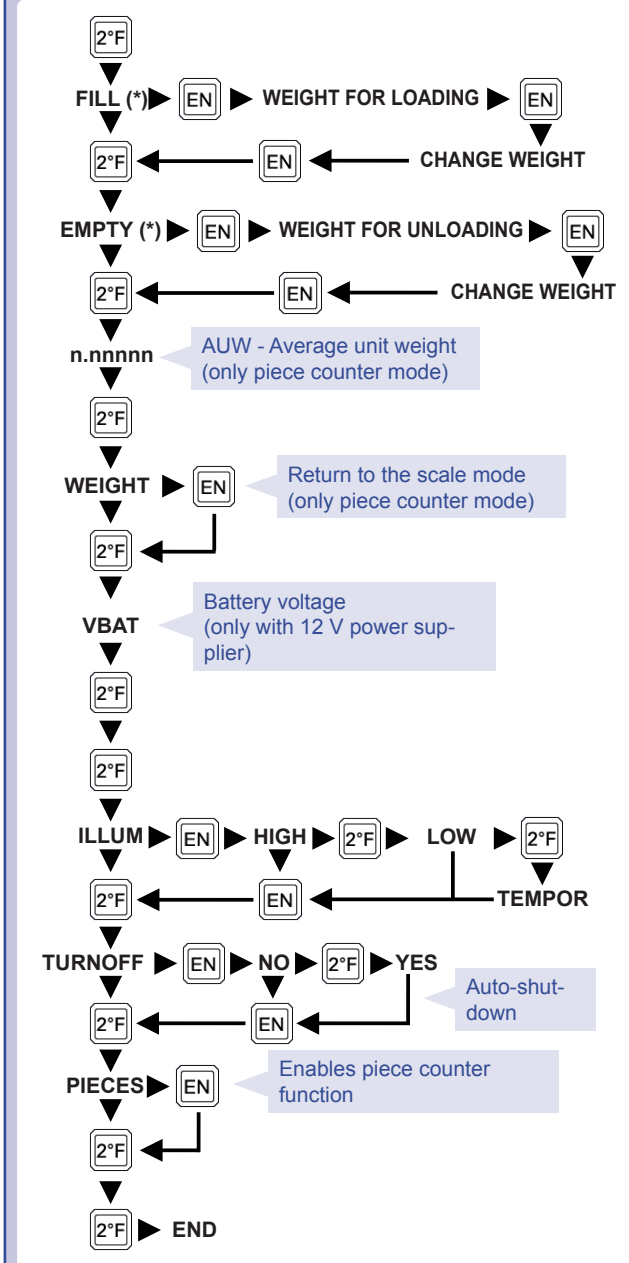 2°F
FILL (*) EN WEIGHT FOR LOADING EN
2°F EN CHANGE WEIGHT
EMPTY (*) EN WEIGHT FOR UNLOADING EN
2°F EN CHANGE WEIGHT
n.nnnnn
AUW - Average unit weight
(only piece counter mode)
2°F
WEIGHT EN
Return to the scale mode
(only piece counter mode)
2°F
VBAT
Battery voltage
(only with 12 V power sup-
plier)
2°F
2°F
ILLUM EN HIGH 2°F LOW 2°F
2°F EN TEMPOR
TURNOFF EN NO 2°F YES
Auto-shut-
down
2°F EN
PIECES EN
Enables piece counter
function
2°F
2°F END